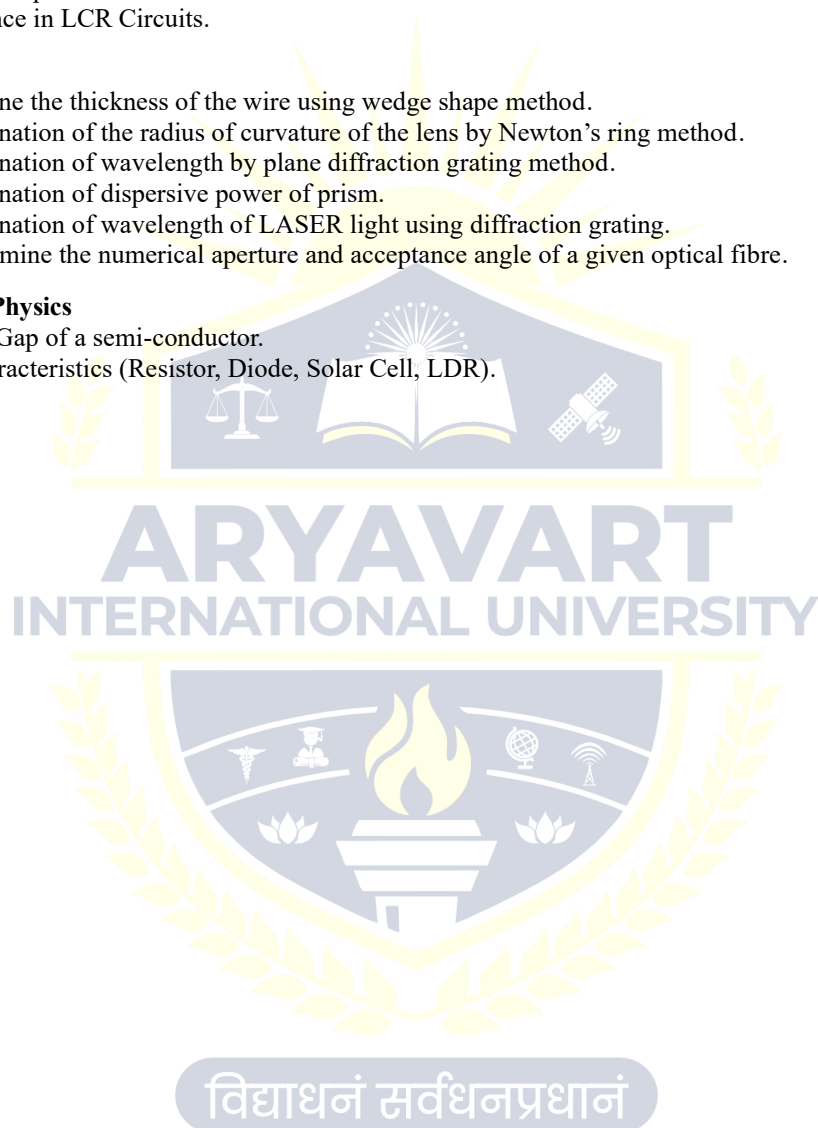 nce in LCR Circuits.
ne the thickness of the wire using wedge shape method.
nation of the radius of curvature of the lens by Newton’s ring method.
nation of wavelength by plane diffraction grating method.
nation of dispersive power of prism.
nation of wavelength of LASER light using diffraction grating.
mine the numerical aperture and acceptance angle of a given optical fibre.
Physics
Gap of a semi-conductor.
racteristics (Resistor, Diode, Solar Cell, LDR).
ARYAVART
INTERNATIONAL UNIVERSITY
विद्याधनं सर्वधनप्रधानं